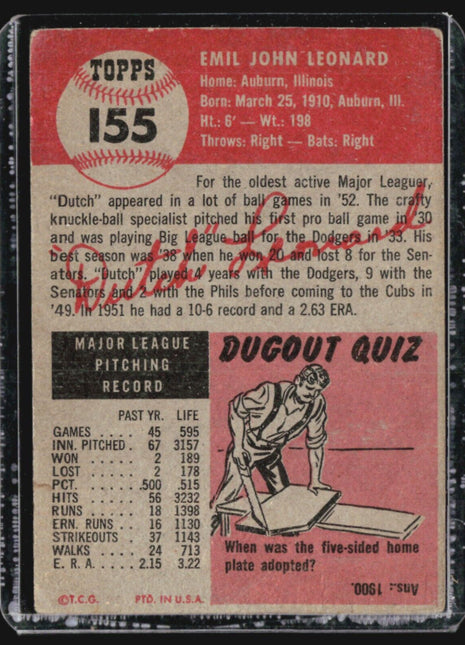 TOPPS
155
EMIL JOHN LEONARD
Home: Auburn, Illinois
Born: March 25, 1910, Auburn, Ill.
Ht.: 6' — Wt.: 198
Throws: Right — Bats: Right
For the oldest active Major Leaguer,
"Dutch" appeared in a lot of ball games in '52. The crafty
knuckle-ball specialist pitched his first pro ball game in '30
and was playing Big League ball for the Dodgers in '33. His
best season was '38 when he won 20 and lost 8 for the Sen-
ators. "Dutch" played 4 years with the Dodgers, 9 with the
Senators and 2 with the Phils before coming to the Cubs in
'49. In 1951 he had a 10-6 record and a 2.63 ERA.
"Dutch" Leonard
MAJOR LEAGUE
PITCHING
RECORD
PAST YR. LIFE
GAMES . . . . 45 595
INN. PITCHED . 67 3157
WON . . . . . 2 189
LOST . . . . . 2 178
PCT. . . . . . .500 .515
HITS . . . . . 56 3232
RUNS . . . . . 18 1398
ERN. RUNS . . 16 1130
STRIKEOUTS . 37 1143
WALKS . . . . 24 713
E. R. A. . . . . 2.15 3.22
©T.C.G. PTD. IN U.S.A.
DUGOUT QUIZ
When was the five-sided home
plate adopted?
Ans.: 1900.